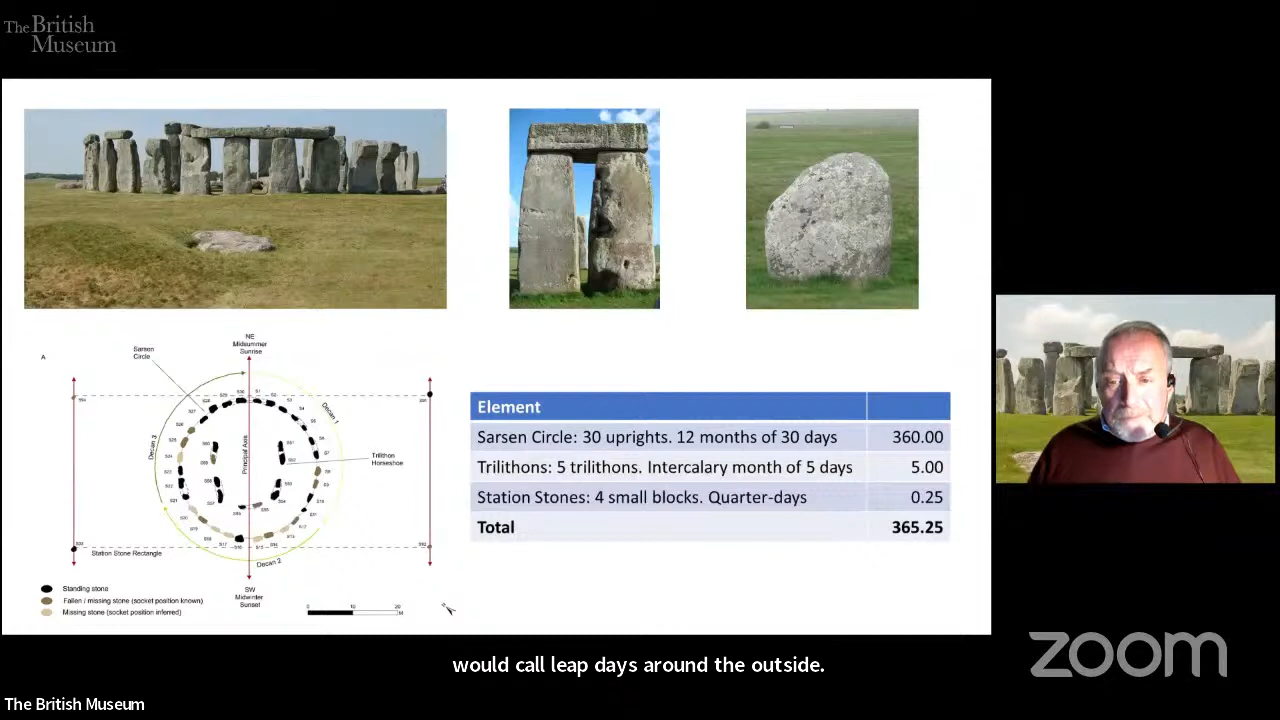 The British
Museum
A
Sarsen
Circle
NE
Midsummer
Sunrise
Decan 1
Decan 3
Principal Axis
Trilithon
Horseshoe
Station Stone Rectangle
Decan 2
SW
Midwinter
Sunset
Standing stone
Fallen / missing stone (socket position known)
Missing stone (socket position inferred)
0 10 20
M
Element
Sarsen Circle: 30 uprights. 12 months of 30 days 360.00
Trilithons: 5 trilithons. Intercalary month of 5 days 5.00
Station Stones: 4 small blocks. Quarter-days 0.25
Total 365.25
would call leap days around the outside.
zoom
The British Museum